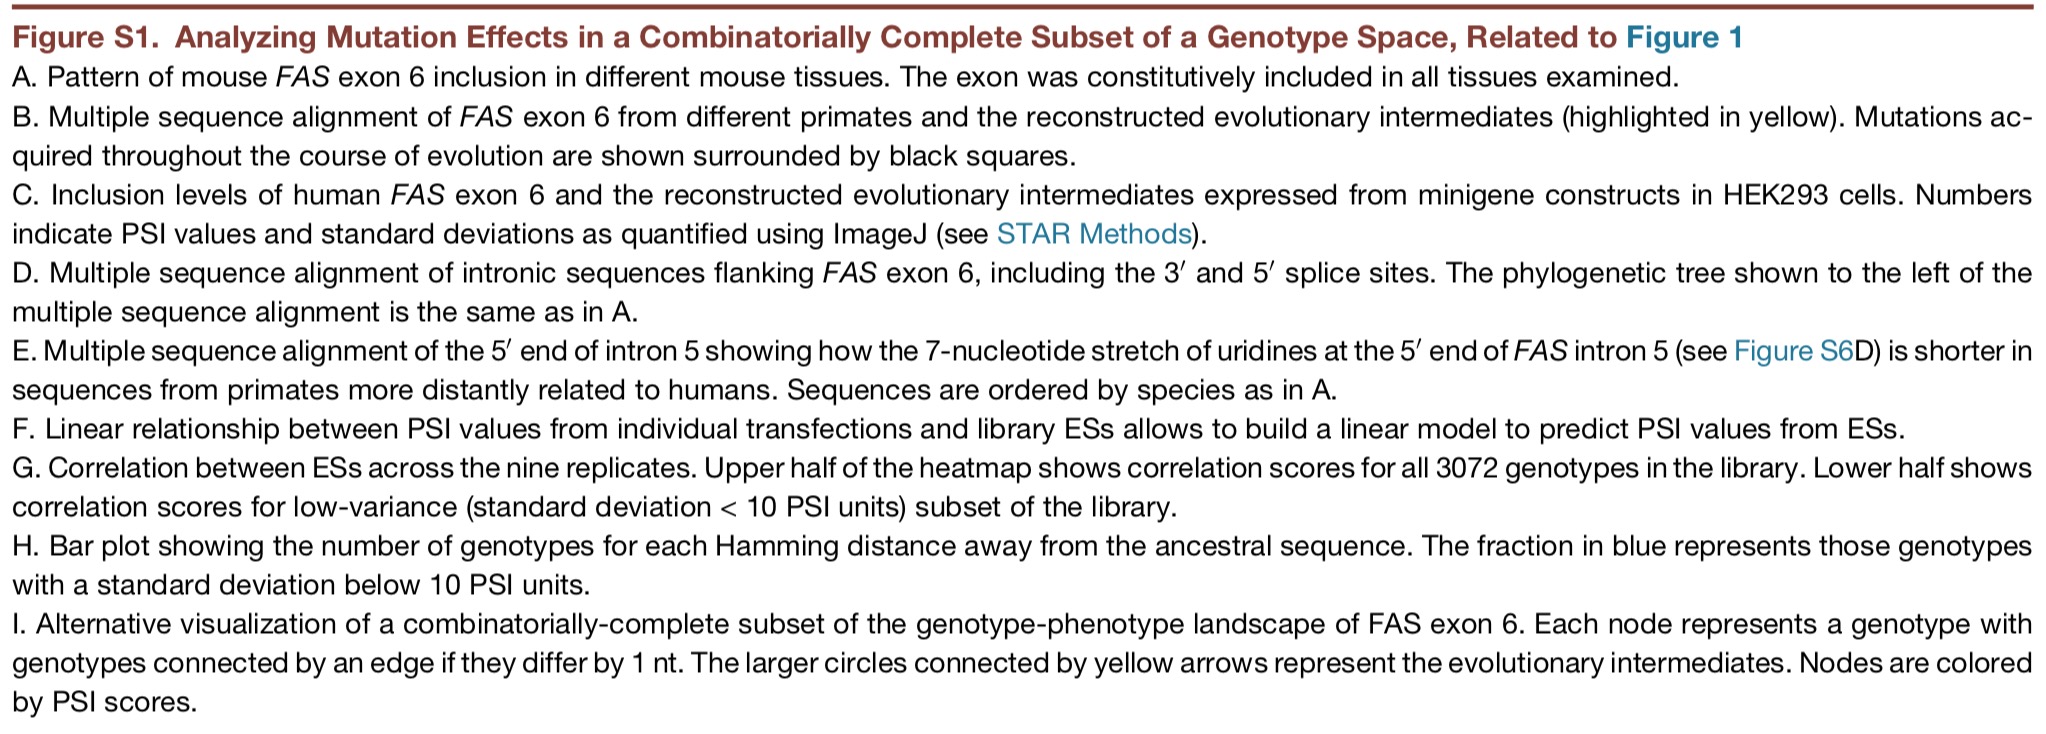 Figure S1. Analyzing Mutation Effects in a Combinatorially Complete Subset of a Genotype Space, Related to Figure 1
A. Pattern of mouse FAS exon 6 inclusion in different mouse tissues. The exon was constitutively included in all tissues examined.
B. Multiple sequence alignment of FAS exon 6 from different primates and the reconstructed evolutionary intermediates (highlighted in yellow). Mutations ac-
quired throughout the course of evolution are shown surrounded by black squares.
C. Inclusion levels of human FAS exon 6 and the reconstructed evolutionary intermediates expressed from minigene constructs in HEK293 cells. Numbers
indicate PSI values and standard deviations as quantified using ImageJ (see STAR Methods).
D. Multiple sequence alignment of intronic sequences flanking FAS exon 6, including the 3′ and 5′ splice sites. The phylogenetic tree shown to the left of the
multiple sequence alignment is the same as in A.
E. Multiple sequence alignment of the 5′ end of intron 5 showing how the 7-nucleotide stretch of uridines at the 5′ end of FAS intron 5 (see Figure S6D) is shorter in
sequences from primates more distantly related to humans. Sequences are ordered by species as in A.
F. Linear relationship between PSI values from individual transfections and library ESs allows to build a linear model to predict PSI values from ESs.
G. Correlation between ESs across the nine replicates. Upper half of the heatmap shows correlation scores for all 3072 genotypes in the library. Lower half shows
correlation scores for low-variance (standard deviation < 10 PSI units) subset of the library.
H. Bar plot showing the number of genotypes for each Hamming distance away from the ancestral sequence. The fraction in blue represents those genotypes
with a standard deviation below 10 PSI units.
I. Alternative visualization of a combinatorially-complete subset of the genotype-phenotype landscape of FAS exon 6. Each node represents a genotype with
genotypes connected by an edge if they differ by 1 nt. The larger circles connected by yellow arrows represent the evolutionary intermediates. Nodes are colored
by PSI scores.